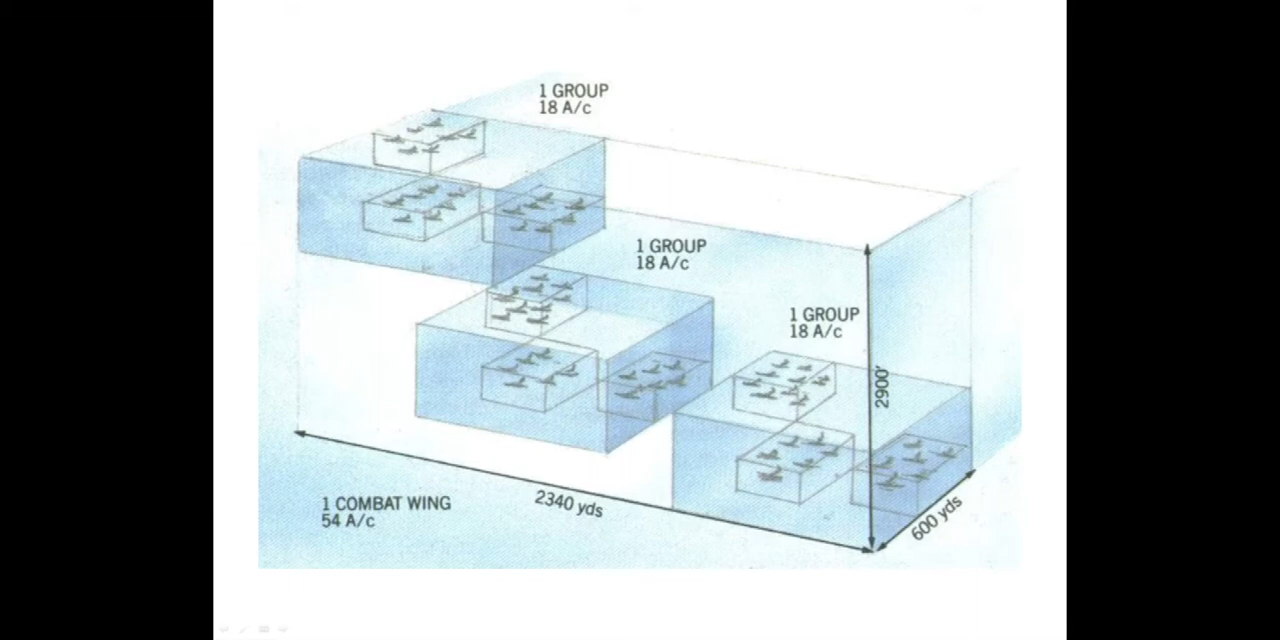 1 GROUP
18 A/c
1 GROUP
18 A/c
1 GROUP
18 A/c
2900'
1 COMBAT WING
54 A/c
2340 yds
600 yds